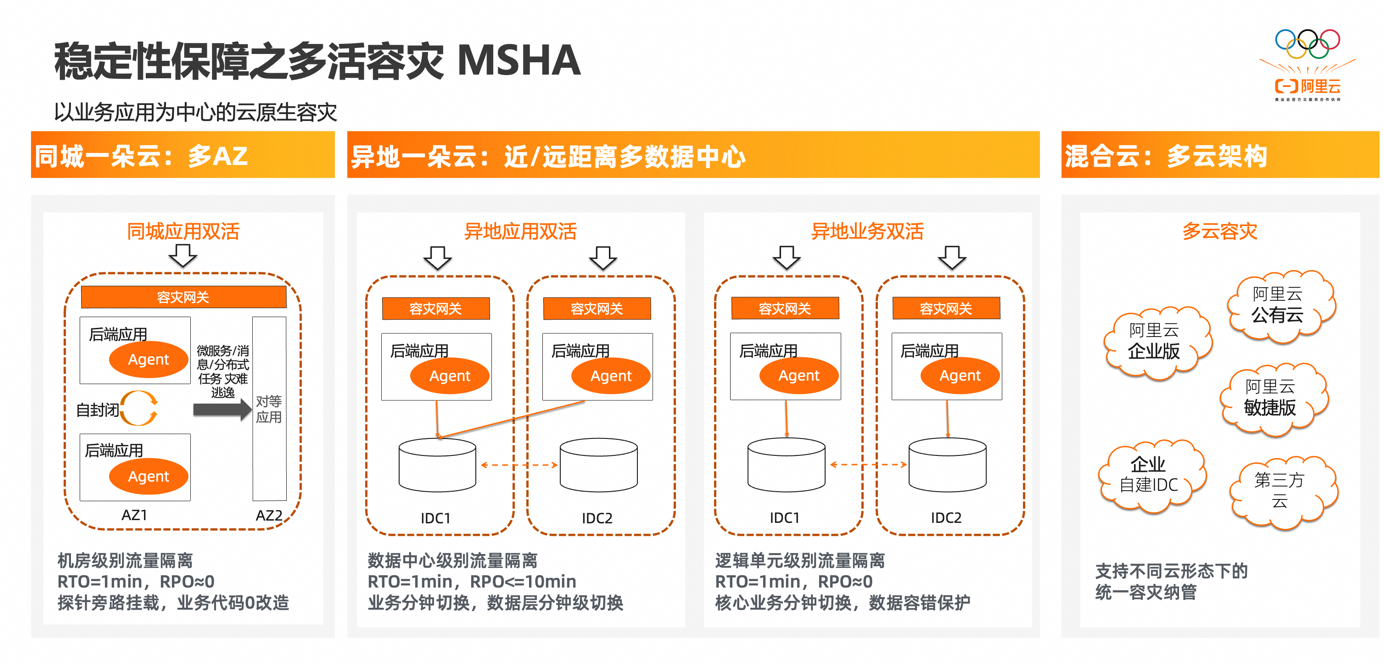 稳定性保障之多活容灾 MSHA
以业务应用为中心的云原生容灾
阿里云
奥运会全球云服务合作伙伴
同城一朵云：多AZ
同城应用双活
容灾网关
后端应用
Agent
微服务/消
息/分布式
任务 灾难
逃逸
自封闭
对等
应用
后端应用
Agent
AZ1
AZ2
机房级别流量隔离
RTO=1min，RPO≈0
探针旁路挂载，业务代码0改造
异地一朵云：近/远距离多数据中心
异地应用双活
容灾网关
后端应用
Agent
IDC1
容灾网关
后端应用
Agent
IDC2
数据中心级别流量隔离
RTO=1min，RPO<=10min
业务分钟切换，数据层分钟级切换
异地业务双活
容灾网关
后端应用
Agent
IDC1
容灾网关
后端应用
Agent
IDC2
逻辑单元级别流量隔离
RTO=1min，RPO≈0
核心业务分钟切换，数据容错保护
混合云：多云架构
多云容灾
阿里云
公有云
阿里云
企业版
阿里云
敏捷版
企业
自建IDC
第三方
云
支持不同云形态下的
统一容灾纳管